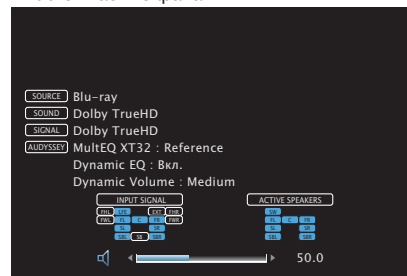 SOURCE Blu-ray
SOUND Dolby TrueHD
SIGNAL Dolby TrueHD
AUDYSSEY MultEQ XT32 : Reference
Dynamic EQ : Вкл.
Dynamic Volume : Medium
INPUT SIGNAL ACTIVE SPEAKERS
FHL LFE EXT FHR SW
FWL FL C FR FWR FL C FR
SL SR SL SR
SBL SB SBR SBL SBR
50.0